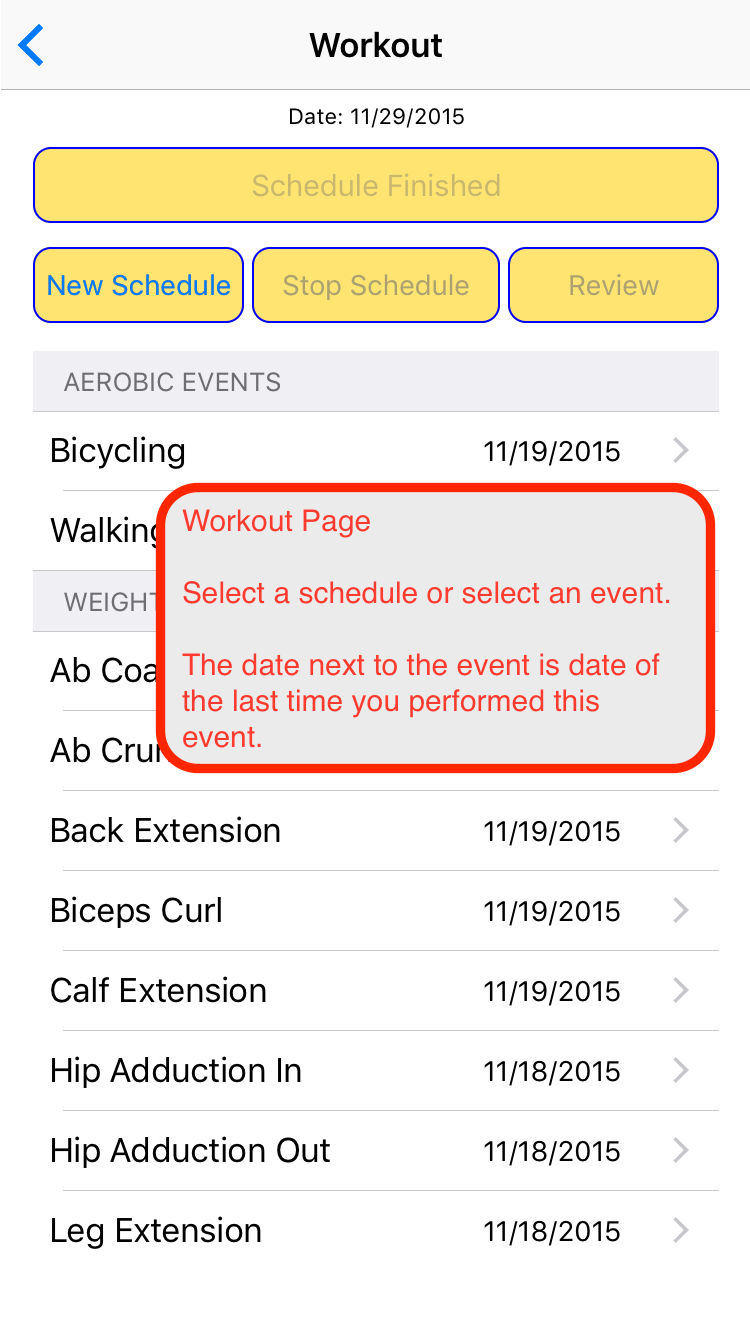 Workout
Date: 11/29/2015
Schedule Finished
New Schedule Stop Schedule Review
AEROBIC EVENTS
Bicycling 11/19/2015
Walking
Workout Page
Select a schedule or select an event.
The date next to the event is date of
the last time you performed this
event.
Ab
Ab
Back Extension 11/19/2015
Biceps Curl 11/19/2015
Calf Extension 11/19/2015
Hip Adduction In 11/18/2015
Hip Adduction Out 11/18/2015
Leg Extension 11/18/2015